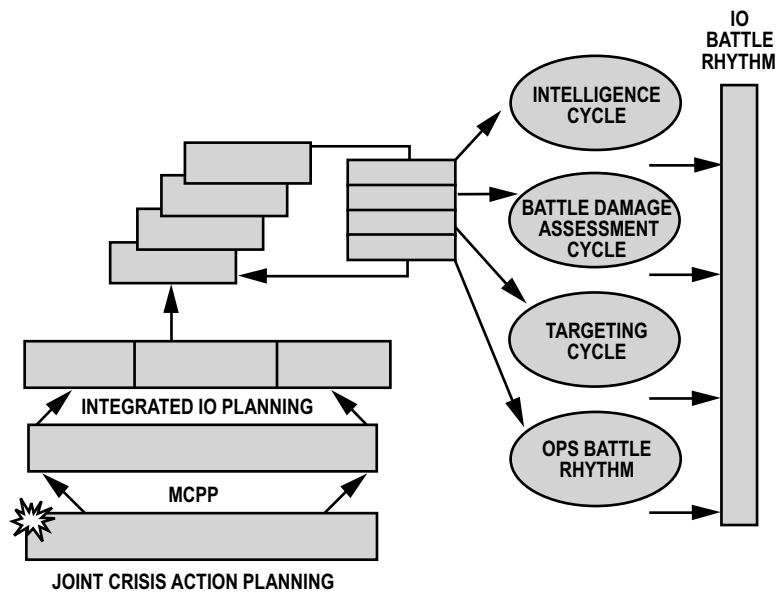 IO
BATTLE
RHYTHM
INTELLIGENCE
CYCLE
BATTLE DAMAGE
ASSESSMENT
CYCLE
TARGETING
CYCLE
OPS BATTLE
RHYTHM
INTEGRATED IO PLANNING
MCPP
JOINT CRISIS ACTION PLANNING